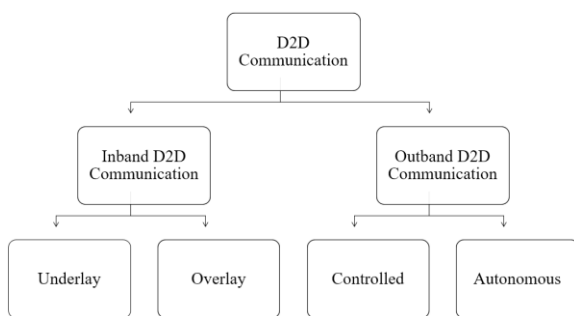 D2D
Communication
Inband D2D
Communication
Outband D2D
Communication
Underlay
Overlay
Controlled
Autonomous